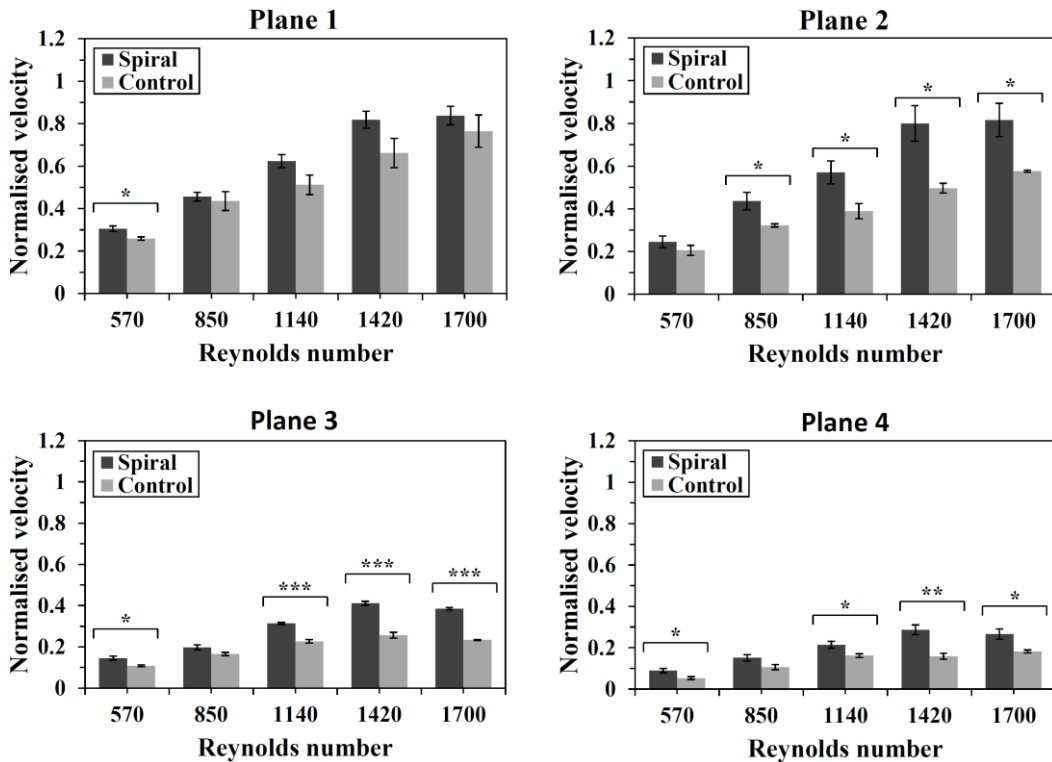 Plane 1
Normalised velocity
1.2
1
0.8
0.6
0.4
0.2
0
Spiral
Control
*
570 850 1140 1420 1700
Reynolds number
Plane 2
Normalised velocity
1.2
1
0.8
0.6
0.4
0.2
0
Spiral
Control
* * * *
570 850 1140 1420 1700
Reynolds number
Plane 3
Normalised velocity
1.2
1
0.8
0.6
0.4
0.2
0
Spiral
Control
* *** *** ***
570 850 1140 1420 1700
Reynolds number
Plane 4
Normalised velocity
1.2
1
0.8
0.6
0.4
0.2
0
Spiral
Control
* * ** *
570 850 1140 1420 1700
Reynolds number